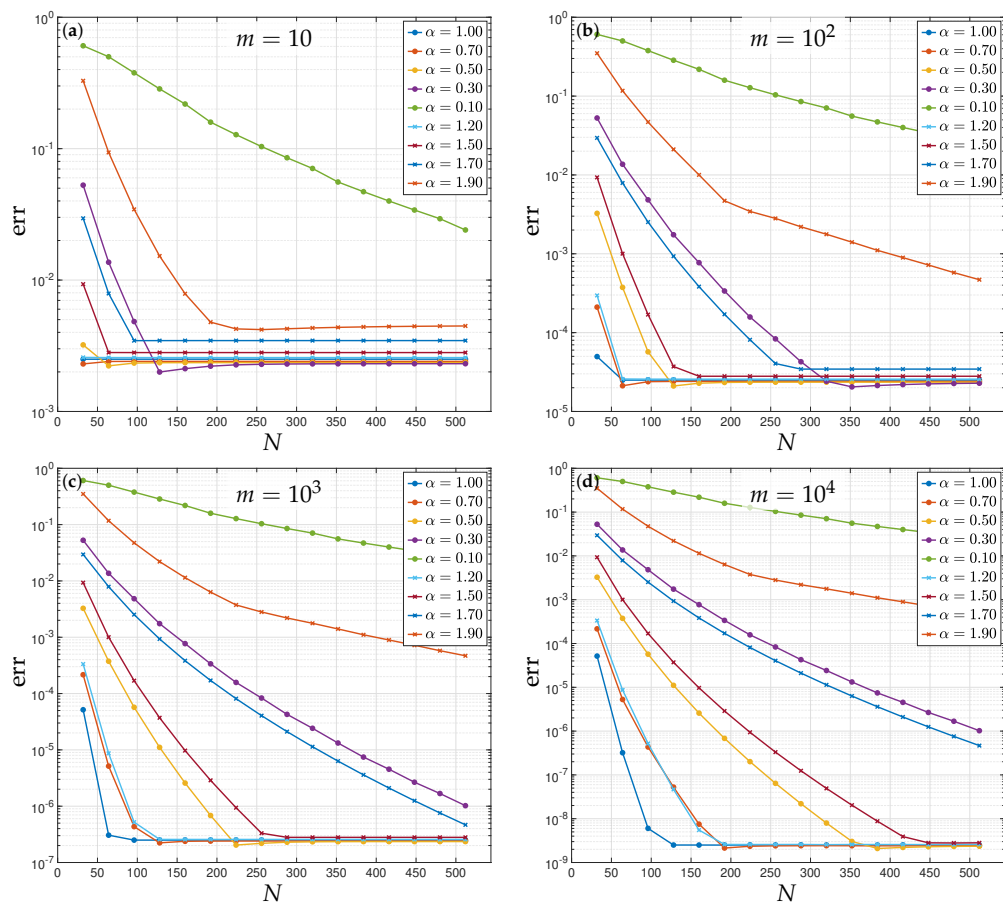 (a)
m = 10
10^0
10^-1
10^-2
10^-3
err
0 50 100 150 200 250 300 350 400 450 500
N
α = 1.00
α = 0.70
α = 0.50
α = 0.30
α = 0.10
α = 1.20
α = 1.50
α = 1.70
α = 1.90
(b)
m = 10^2
10^0
10^-1
10^-2
10^-3
10^-4
10^-5
err
0 50 100 150 200 250 300 350 400 450 500
N
α = 1.00
α = 0.70
α = 0.50
α = 0.30
α = 0.10
α = 1.20
α = 1.50
α = 1.70
α = 1.90
(c)
m = 10^3
10^0
10^-1
10^-2
10^-3
10^-4
10^-5
10^-6
10^-7
err
0 50 100 150 200 250 300 350 400 450 500
N
α = 1.00
α = 0.70
α = 0.50
α = 0.30
α = 0.10
α = 1.20
α = 1.50
α = 1.70
α = 1.90
(d)
m = 10^4
10^0
10^-1
10^-2
10^-3
10^-4
10^-5
10^-6
10^-7
10^-8
10^-9
err
0 50 100 150 200 250 300 350 400 450 500
N
α = 1.00
α = 0.70
α = 0.50
α = 0.30
α = 0.10
α = 1.20
α = 1.50
α = 1.70
α = 1.90